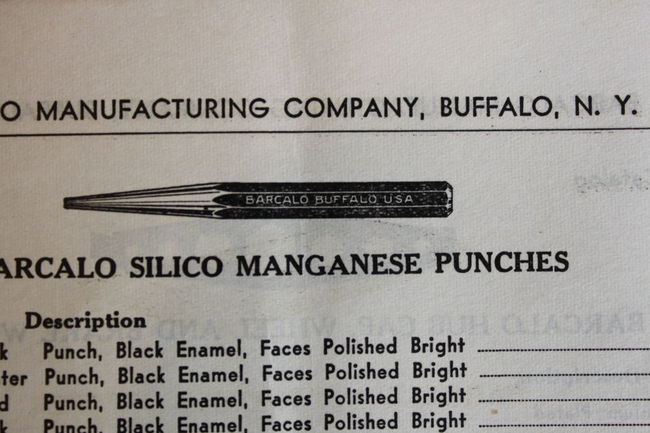 O MANUFACTURING COMPANY, BUFFALO, N. Y.
BARCALO BUFFALO USA
ARCALO SILICO MANGANESE PUNCHES
Description
k Punch, Black Enamel, Faces Polished Bright
ter Punch, Black Enamel, Faces Polished Bright
d Punch, Black Enamel, Faces Polished Bright
k Punch, Black Enamel, Faces Polished Bright